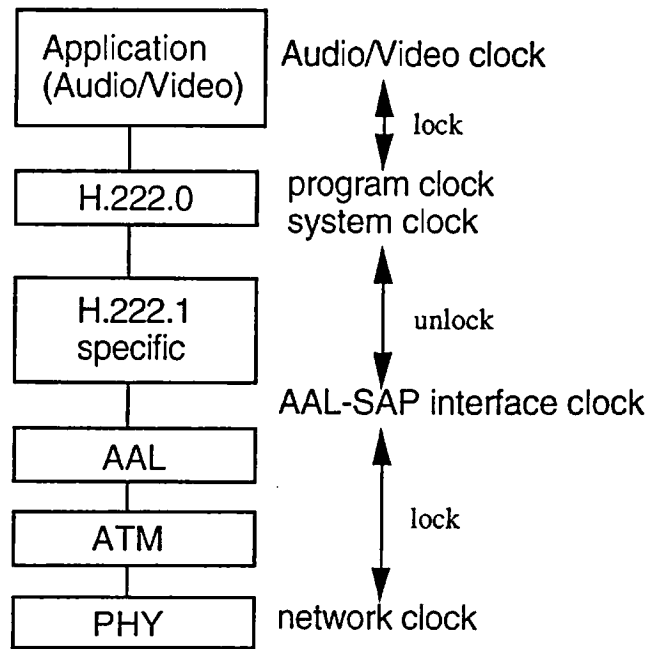 Application
(Audio/Video)
Audio/Video clock
lock
H.222.0
program clock
system clock
H.222.1
specific
unlock
AAL-SAP interface clock
AAL
lock
ATM
PHY
network clock